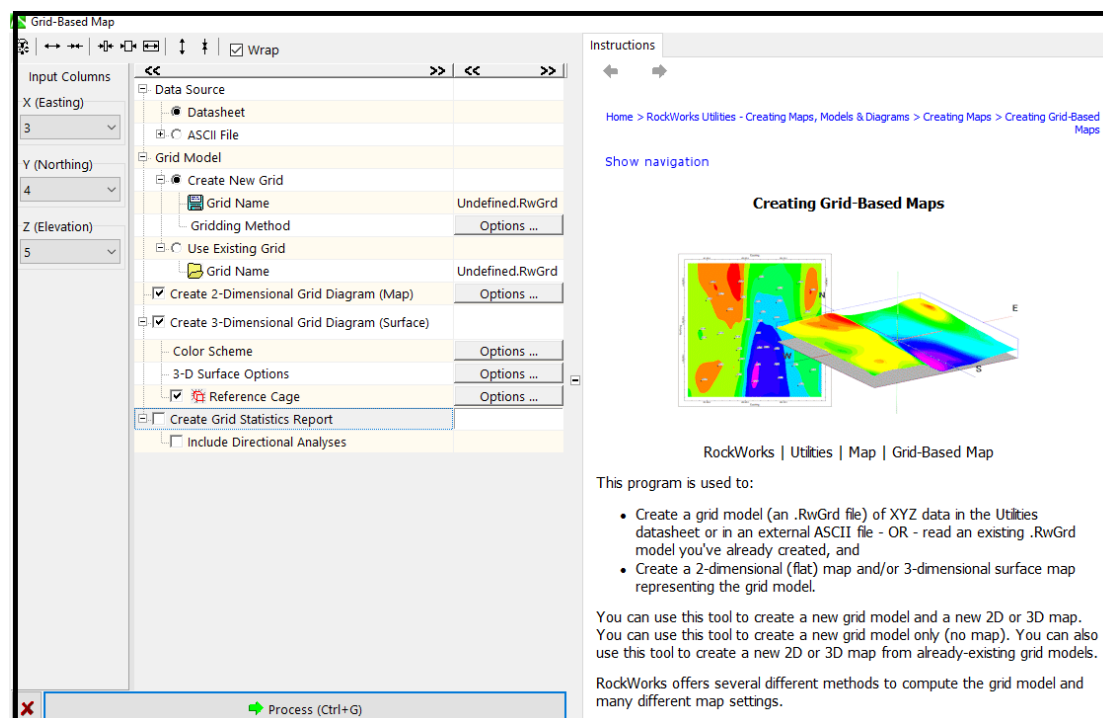 Grid-Based Map
Wrap
Input Columns
X (Easting)
3
Y (Northing)
4
Z (Elevation)
5
<< >> << >>
Data Source
Datasheet
ASCII File
Grid Model
Create New Grid
Grid Name Undefined.RwGrd
Gridding Method Options ...
Use Existing Grid
Grid Name Undefined.RwGrd
Create 2-Dimensional Grid Diagram (Map) Options ...
Create 3-Dimensional Grid Diagram (Surface)
Color Scheme Options ...
3-D Surface Options Options ...
Reference Cage Options ...
Create Grid Statistics Report
Include Directional Analyses
Process (Ctrl+G)
Instructions
Home > RockWorks Utilities - Creating Maps, Models & Diagrams > Creating Maps > Creating Grid-Based
Maps
Show navigation
Creating Grid-Based Maps
N
E
W
S
RockWorks | Utilities | Map | Grid-Based Map
This program is used to:
• Create a grid model (an .RwGrd file) of XYZ data in the Utilities
datasheet or in an external ASCII file - OR - read an existing .RwGrd
model you've already created, and
• Create a 2-dimensional (flat) map and/or 3-dimensional surface map
representing the grid model.
You can use this tool to create a new grid model and a new 2D or 3D map.
You can use this tool to create a new grid model only (no map). You can also
use this tool to create a new 2D or 3D map from already-existing grid models.
RockWorks offers several different methods to compute the grid model and
many different map settings.